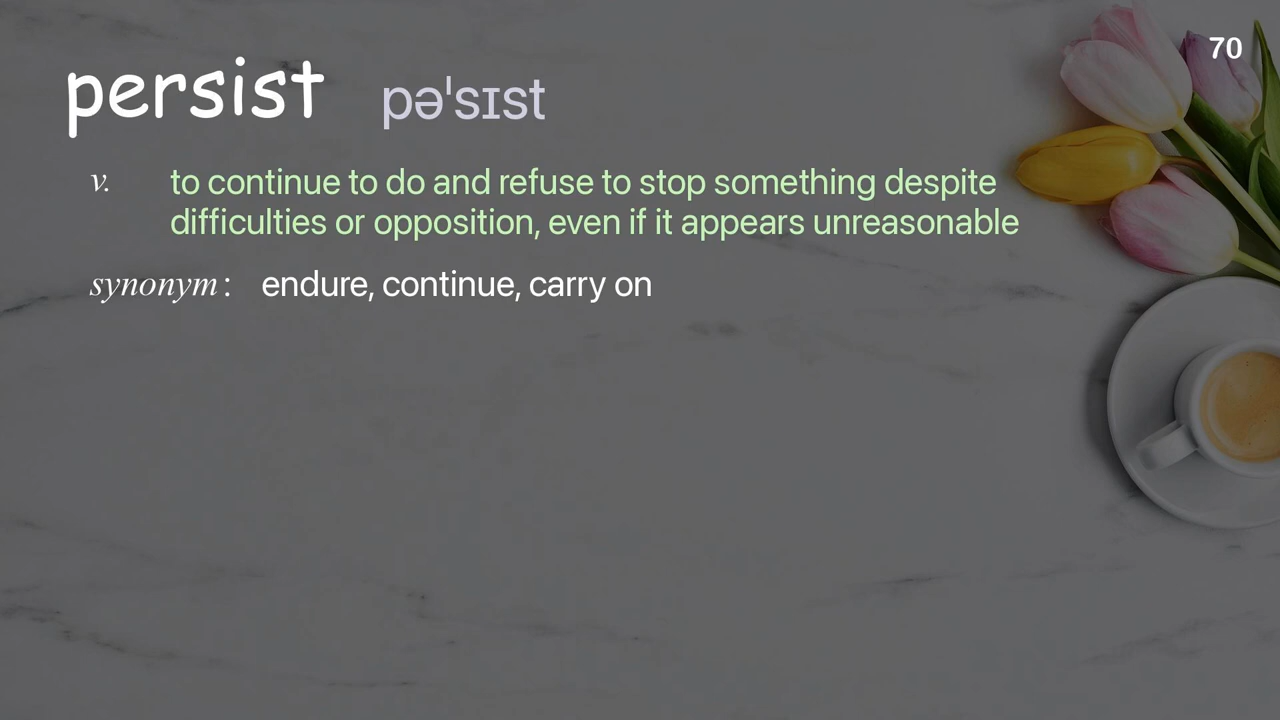 70
persist pəˈsɪst
v. to continue to do and refuse to stop something despite
difficulties or opposition, even if it appears unreasonable
synonym : endure, continue, carry on